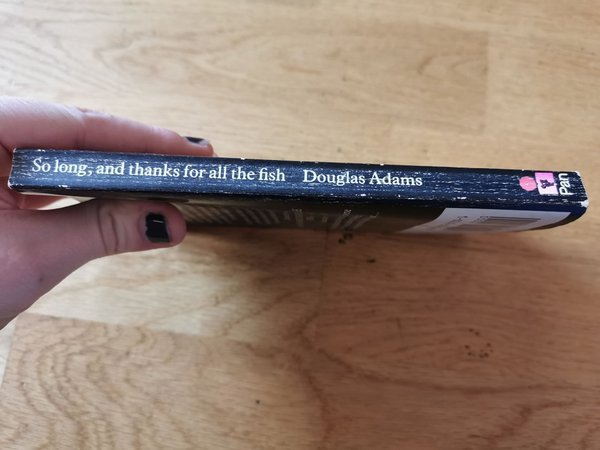 So long, and thanks for all the fish Douglas Adams Pan